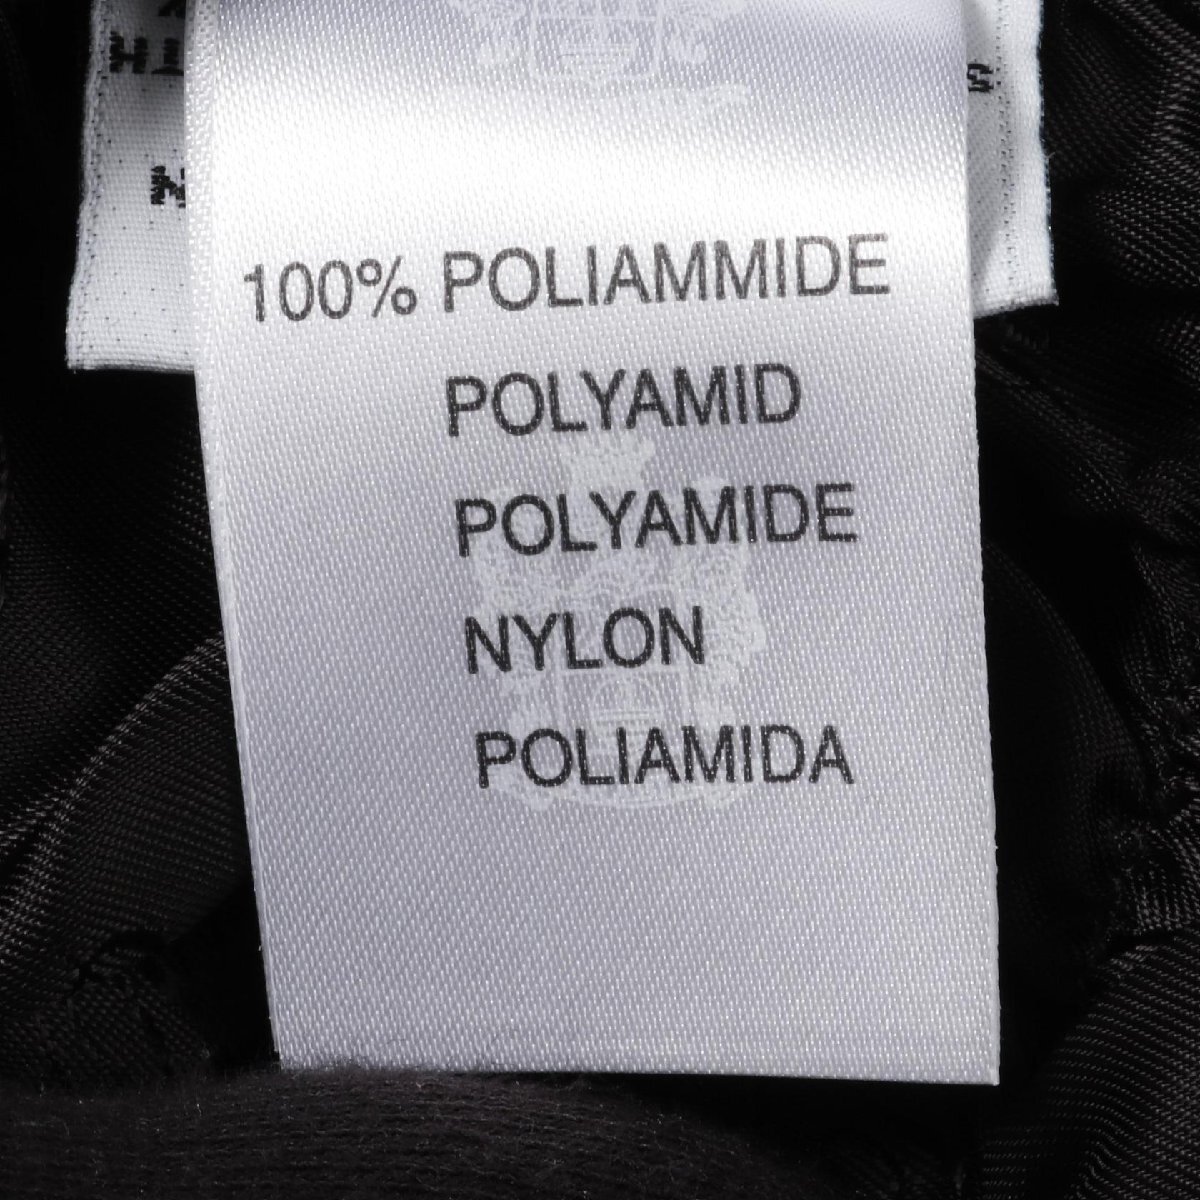 100% POLIAMMIDE
POLYAMID
POLYAMIDE
NYLON
POLIAMIDA